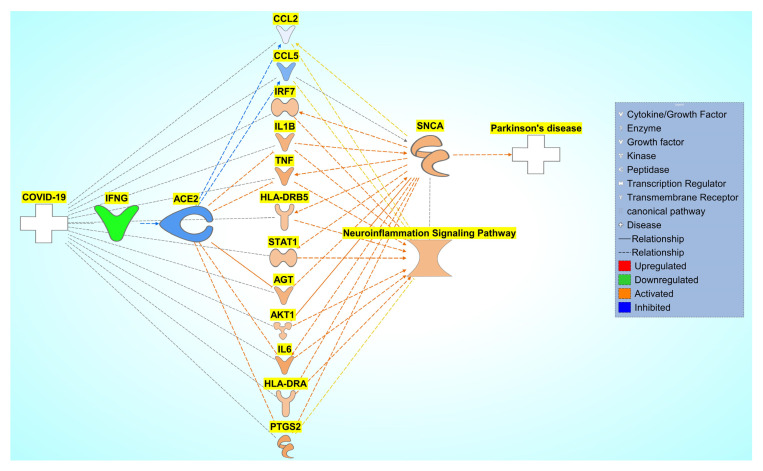 CCL2
CCL5
IRF7
IL1B
SNCA
Parkinson's disease
TNF
COVID-19
IFNG
ACE2
HLA-DRB5
Neuroinflammation Signaling Pathway
STAT1
AGT
AKT1
IL6
HLA-DRA
PTGS2
Cytokine/Growth Factor
Enzyme
Growth factor
Kinase
Peptidase
Transcription Regulator
Transmembrane Receptor
canonical pathway
Disease
Relationship
Relationship
Upregulated
Downregulated
Activated
Inhibited